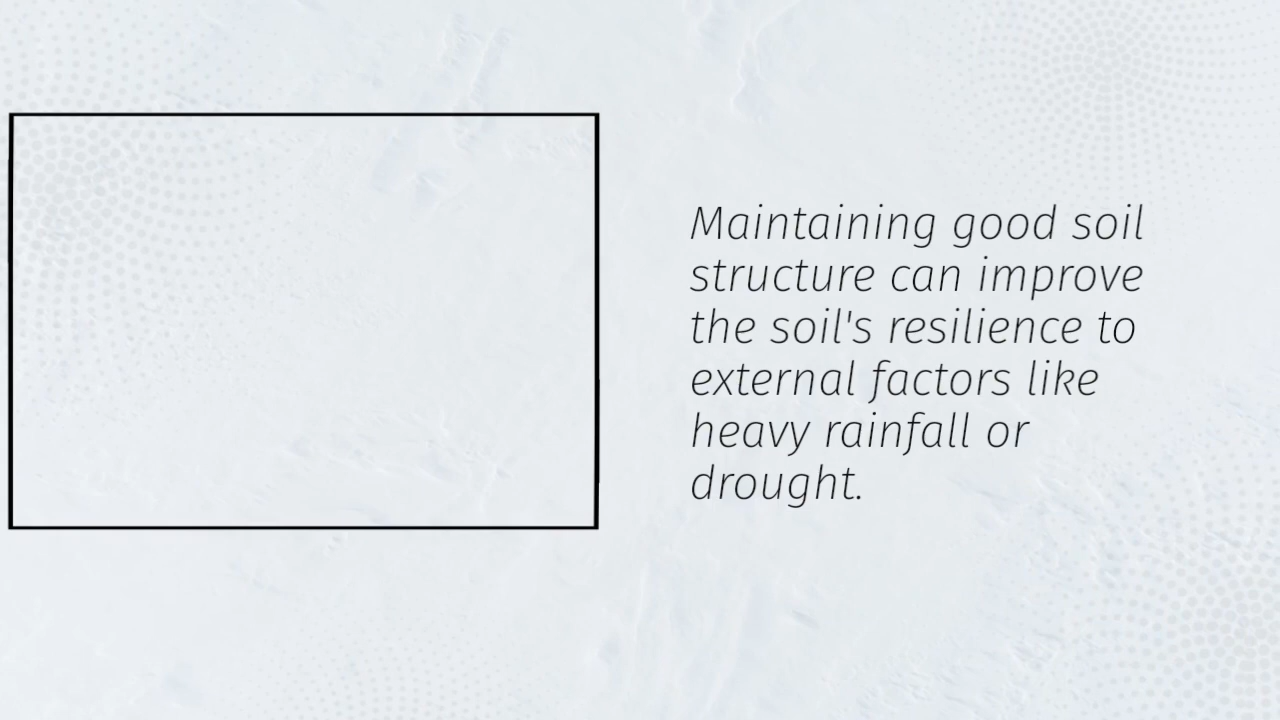 Maintaining good soil
structure can improve
the soil's resilience to
external factors like
heavy rainfall or
drought.